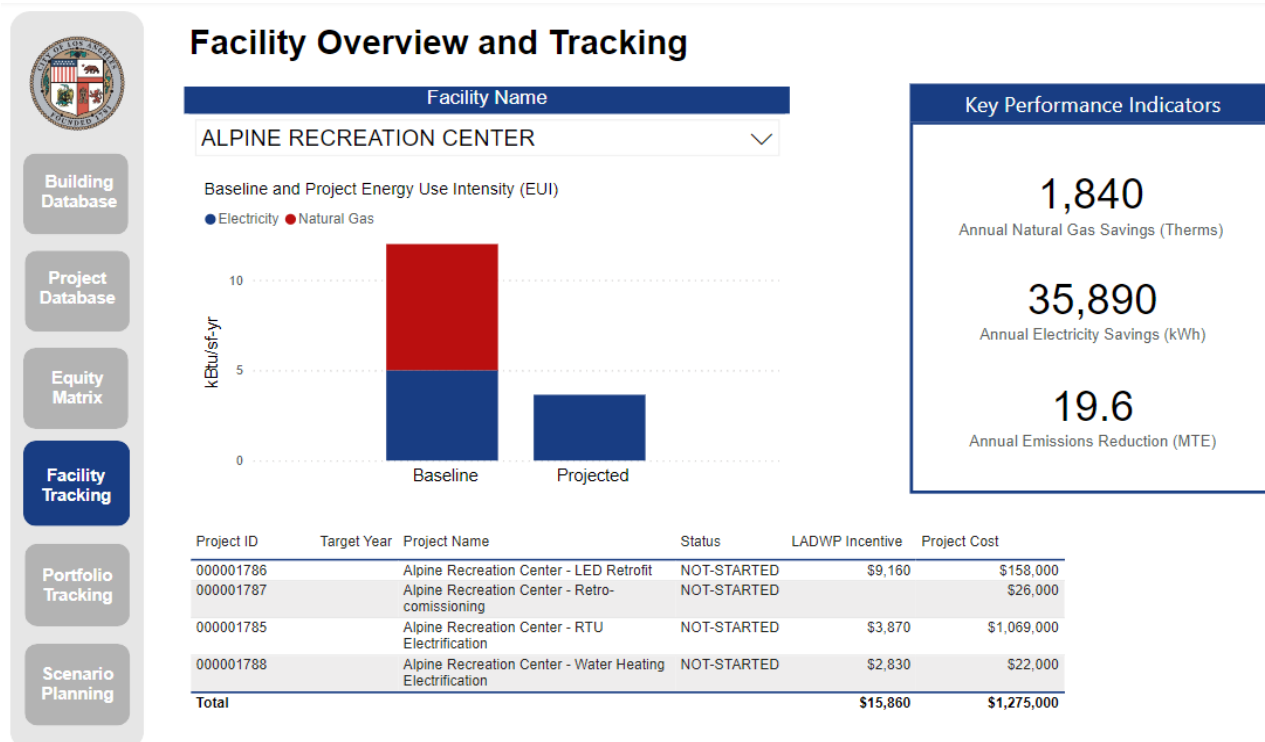 CITY OF LOS ANGELES
FOUNDED 1781
Facility Overview and Tracking
Building
Database
Project
Database
Equity
Matrix
Facility
Tracking
Portfolio
Tracking
Scenario
Planning
Facility Name
ALPINE RECREATION CENTER
Baseline and Project Energy Use Intensity (EUI)
Electricity Natural Gas
kBtu/sf-yr
10
5
0
Baseline Projected
Key Performance Indicators
1,840
Annual Natural Gas Savings (Therms)
35,890
Annual Electricity Savings (kWh)
19.6
Annual Emissions Reduction (MTE)
Project ID Target Year Project Name Status LADWP Incentive Project Cost
000001786 Alpine Recreation Center - LED Retrofit NOT-STARTED $9,160 $158,000
000001787 Alpine Recreation Center - Retro- NOT-STARTED $26,000
comissioning
000001785 Alpine Recreation Center - RTU NOT-STARTED $3,870 $1,069,000
Electrification
000001788 Alpine Recreation Center - Water Heating NOT-STARTED $2,830 $22,000
Electrification
Total $15,860 $1,275,000